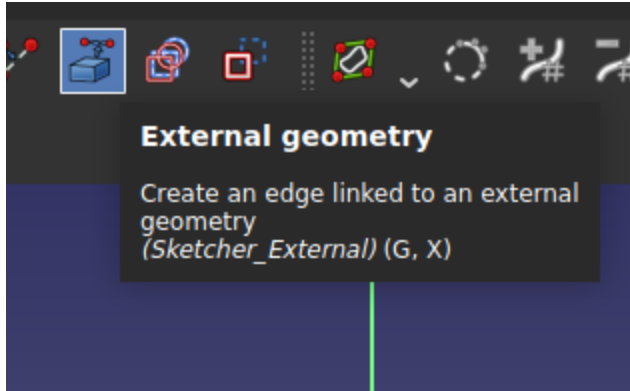 External geometry
Create an edge linked to an external
geometry
(Sketcher_External) (G, X)